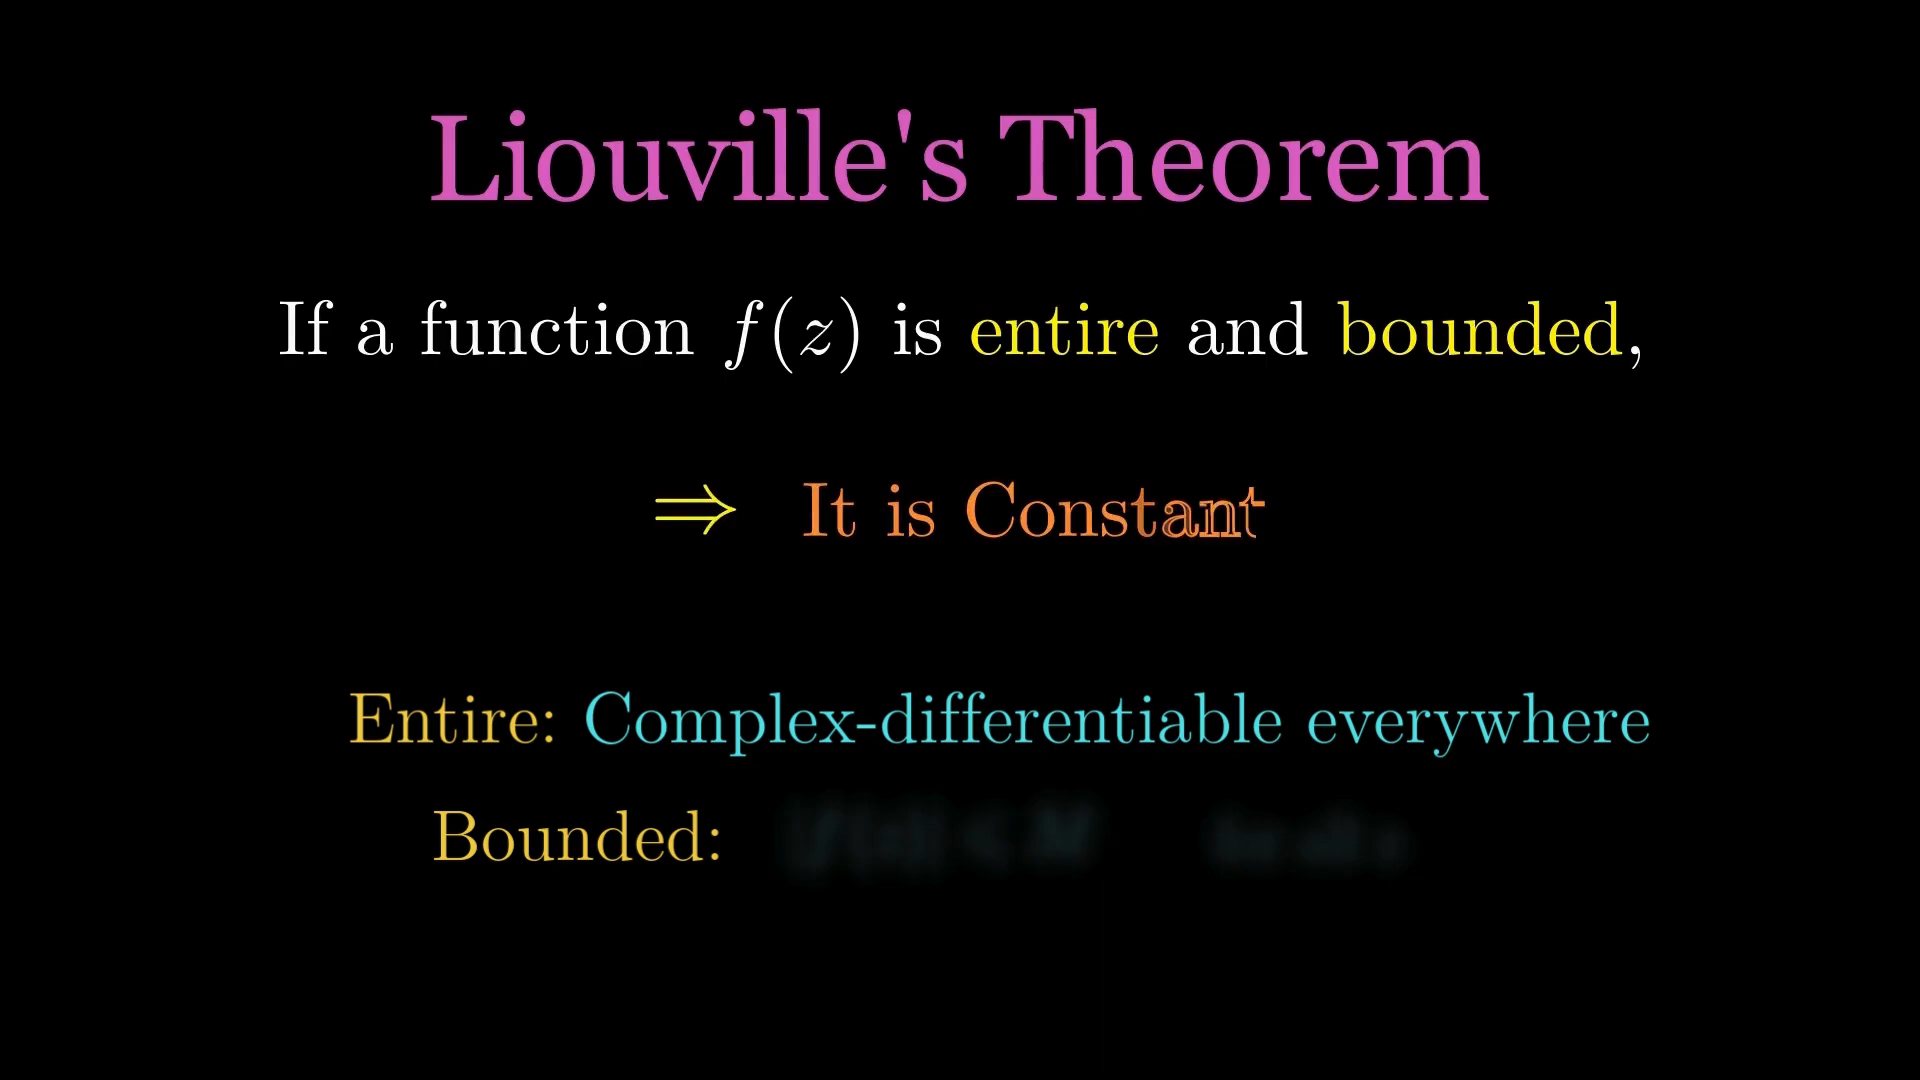 Liouville's Theorem
If a function f(z) is entire and bounded,
⇒ It is Constant
Entire: Complex-differentiable everywhere
Bounded: